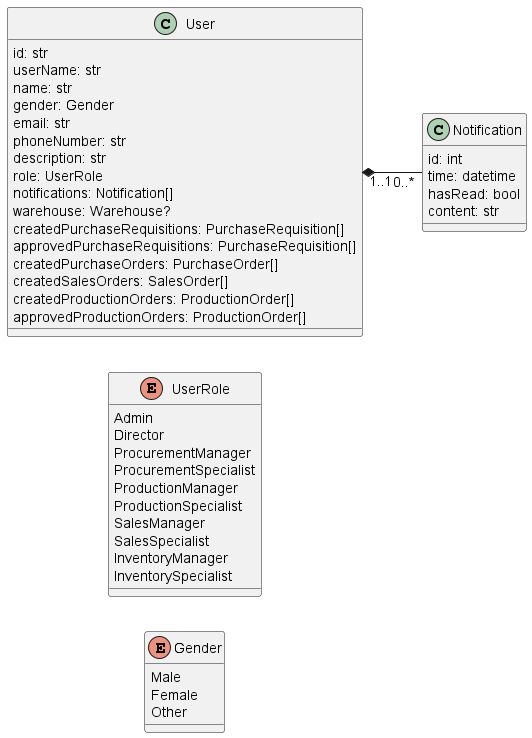 C User
id: str
userName: str
name: str
gender: Gender
email: str
phoneNumber: str
description: str
role: UserRole
notifications: Notification[]
warehouse: Warehouse?
createdPurchaseRequisitions: PurchaseRequisition[]
approvedPurchaseRequisitions: PurchaseRequisition[]
createdPurchaseOrders: PurchaseOrder[]
createdSalesOrders: SalesOrder[]
createdProductionOrders: ProductionOrder[]
approvedProductionOrders: ProductionOrder[]
1..1 0..*
C Notification
id: int
time: datetime
hasRead: bool
content: str
E UserRole
Admin
Director
ProcurementManager
ProcurementSpecialist
ProductionManager
ProductionSpecialist
SalesManager
SalesSpecialist
InventoryManager
InventorySpecialist
E Gender
Male
Female
Other